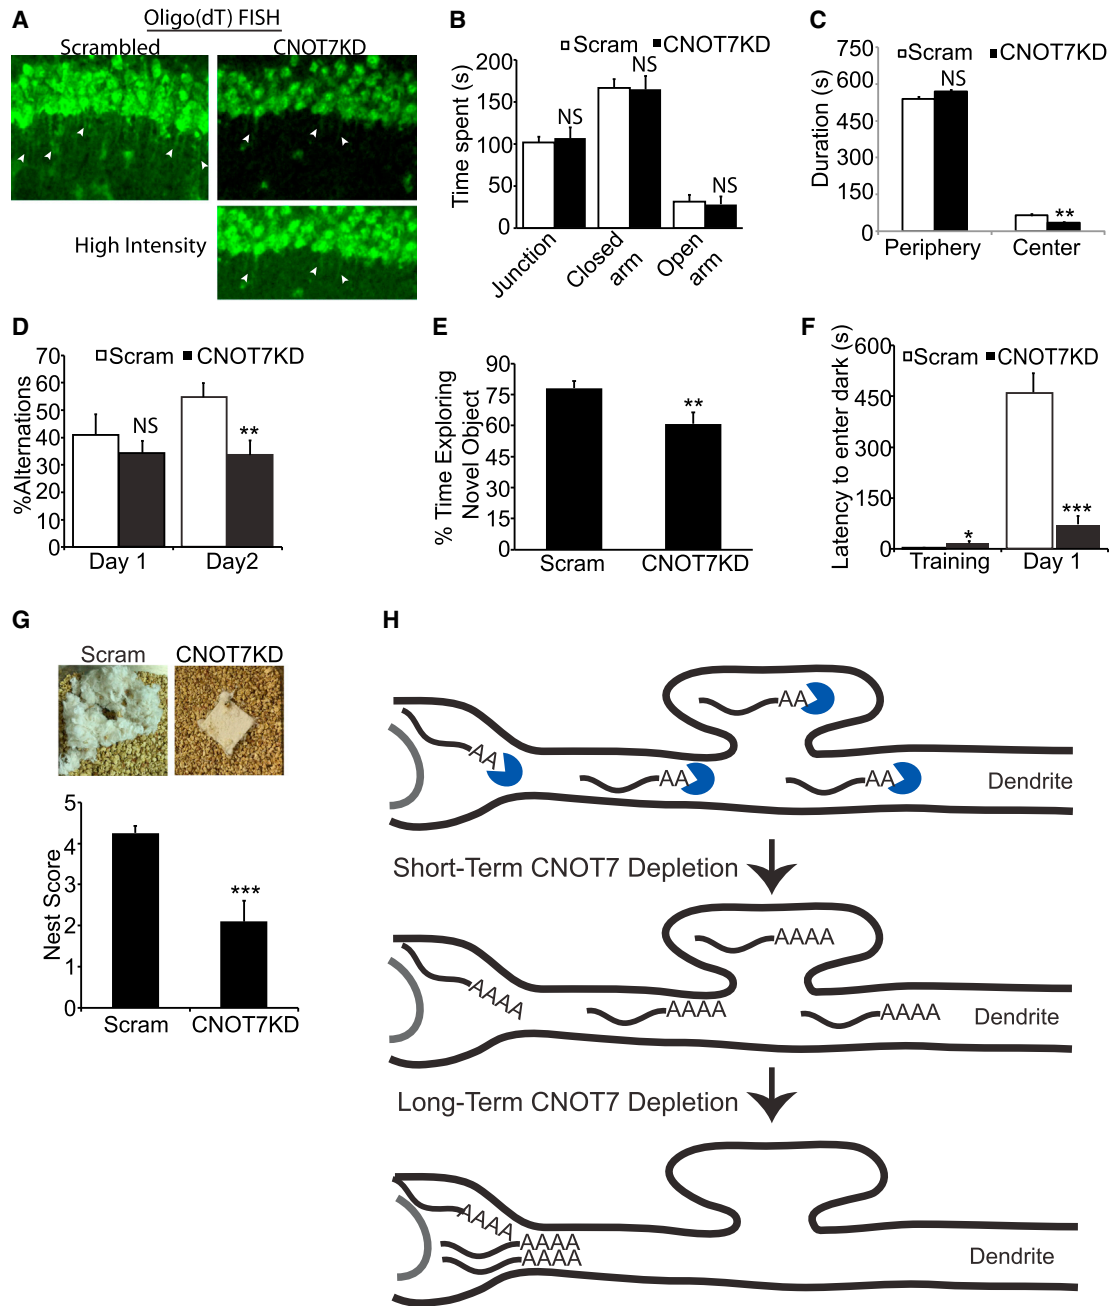 A
Oligo(dT) FISH
Scrambled
CNOT7KD
High Intensity
B
Scram CNOT7KD
Time spent (s)
200
150
100
50
0
NS
NS
NS
Junction
Closed
arm
Open
arm
C
Scram CNOT7KD
Duration (s)
750
600
450
300
150
0
NS
**
Periphery
Center
D
Scram CNOT7KD
%Alternations
70
60
50
40
30
20
10
0
NS
**
Day 1
Day2
E
% Time Exploring
Novel Object
90
75
60
45
30
15
0
**
Scram
CNOT7KD
F
Scram CNOT7KD
Latency to enter dark (s)
600
450
300
150
0
*
***
Training
Day 1
G
Scram
CNOT7KD
Nest Score
5
4
3
2
1
0
***
Scram
CNOT7KD
H
AA
AA
AA
AA
Dendrite
Short-Term CNOT7 Depletion
AAAA
AAAA
AAAA
AAAA
Dendrite
Long-Term CNOT7 Depletion
AAAA
AAAA
AAAA
Dendrite